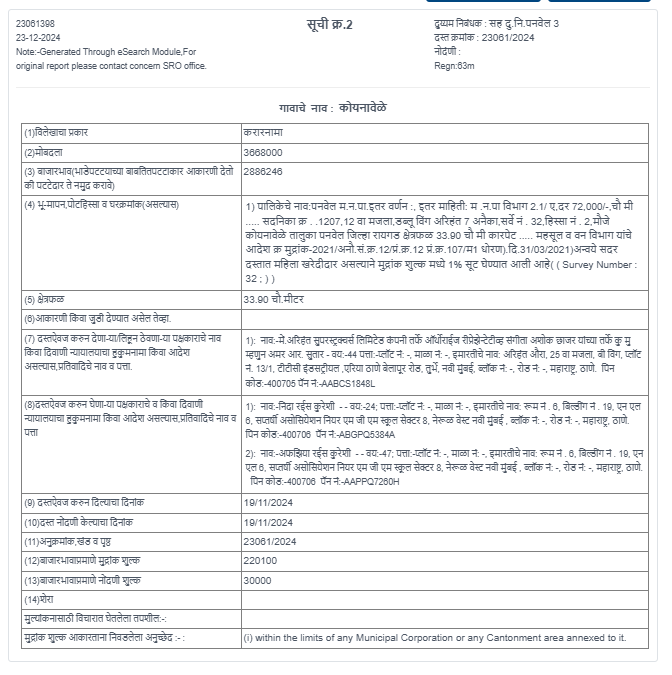 23061398
23-12-2024
Note:-Generated Through eSearch Module,For
original report please contact concern SRO office.
सूची क्र.2
दुय्यम निबंधक : सह दु.नि.पनवेल 3
दस्त क्रमांक : 23061/2024
नोदंणी :
Regn:63m
गावाचे नाव : कोयनावेळे
(1)विलेखाचा प्रकार
करारनामा
(2)मोबदला
3668000
(3) बाजारभाव(भाडेपटटयाच्या बाबतितपटटाकार आकारणी देतो
की पटटेदार ते नमुद करावे)
2886246
(4) भू-मापन,पोटहिस्सा व घरक्रमांक(असल्यास)
1) पालिकेचे नाव:पनवेल म.न.पा.इतर वर्णन :, इतर माहिती: म .न.पा विभाग 2.1/ ए,दर 72,000/-,चौ मी
..... सदनिका क्र . .1207,12 वा मजला,डब्लू विंग अरिहंत 7 अनैका,सर्वे नं . 32,हिस्सा नं . 2,मौजे
कोयनावेळे तालुका पनवेल जिल्हा रायगड क्षेत्रफळ 33.90 चौ मी कारपेट ..... महसूल व वन विभाग यांचे
आदेश क्र मुद्रांक-2021/अनौ.सं.क्र.12/प्रं.क्र.12 प्रं क्र.107/म1 धोरण).दि.31/03/2021)अन्वये सदर
दस्तात महिला खरेदीदार असल्याने मुद्रांक शुल्क मध्ये 1% सूट घेण्यात आली आहे( ( Survey Number :
32 ; ) )
(5) क्षेत्रफळ
33.90 चौ.मीटर
(6)आकारणी किंवा जुडी देण्यात असेल तेव्हा.
(7) दस्तऐवज करुन देणा-या/लिहून ठेवणा-या पक्षकाराचे नाव
किंवा दिवाणी न्यायालयाचा हुकुमनामा किंवा आदेश
असल्यास,प्रतिवादिचे नाव व पत्ता.
1): नाव:-मे.अरिहंत सुपरस्ट्रक्चर्स लिमिटेड कंपनी तर्फे ऑथोराईज रीप्रेझेन्टेटीव्ह संगीता अशोक छाजर यांच्या तर्फे कु मु
म्हणुन अमर आर. सुतार - वय:-44 पत्ता:-प्लॉट नं: -, माळा नं: -, इमारतीचे नाव: अरिहंत औरा, 25 वा मजला, बी विंग, प्लॉट
नं. 13/1, टीटीसी इंडसट्रीयल ,एरिया ठाणे बेलापूर रोड, तुर्भे, नवी मुंबई, ब्लॉक नं: -, रोड नं: -, महाराष्ट्र, ठाणे. पिन
कोड:-400705 पॅन नं:-AABCS1848L
(8)दस्तऐवज करुन घेणा-या पक्षकाराचे व किंवा दिवाणी
न्यायालयाचा हुकुमनामा किंवा आदेश असल्यास,प्रतिवादिचे नाव व
पत्ता
1): नाव:-निदा रईस कुरेशी - - वय:-24; पत्ता:-प्लॉट नं: -, माळा नं: -, इमारतीचे नाव: रूम नं . 6, बिल्डींग नं . 19, एन एल
6, सप्तर्षी असोसिएशन नियर एम जी एम स्कूल सेक्टर 8, नेरूळ वेस्ट नवी मुंबई , ब्लॉक नं: -, रोड नं: -, महाराष्ट्र, ठाणे.
पिन कोड:-400706 पॅन नं:-ABGPQ5384A
2): नाव:-अफझिया रईस कुरेशी - - वय:-47; पत्ता:-प्लॉट नं: -, माळा नं: -, इमारतीचे नाव: रूम नं . 6, बिल्डींग नं . 19, एन
एल 6, सप्तर्षी असोसिएशन नियर एम जी एम स्कूल सेक्टर 8, नेरूळ वेस्ट नवी मुंबई , ब्लॉक नं: -, रोड नं: -, महाराष्ट्र, ठाणे.
पिन कोड:-400706 पॅन नं:-AAPPQ7260H
(9) दस्तऐवज करुन दिल्याचा दिनांक
19/11/2024
(10)दस्त नोंदणी केल्याचा दिनांक
19/11/2024
(11)अनुक्रमांक,खंड व पृष्ठ
23061/2024
(12)बाजारभावाप्रमाणे मुद्रांक शुल्क
220100
(13)बाजारभावाप्रमाणे नोंदणी शुल्क
30000
(14)शेरा
मुल्यांकनासाठी विचारात घेतलेला तपशील:-:
मुद्रांक शुल्क आकारताना निवडलेला अनुच्छेद :- :
(i) within the limits of any Municipal Corporation or any Cantonment area annexed to it.